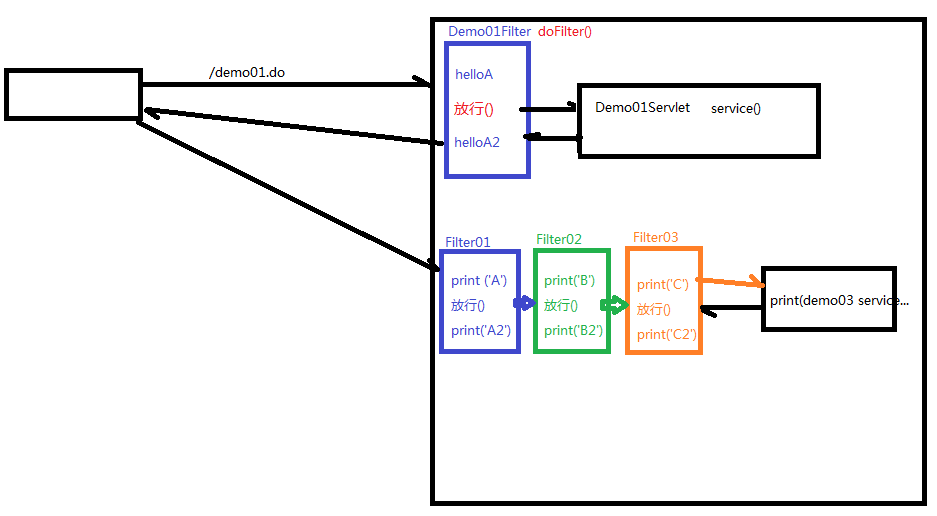 Demo01Filter doFilter()
/demo01.do
helloA
放行()
helloA2
Demo01Servlet service()
Filter01
print ('A')
放行()
print('A2')
Filter02
print('B')
放行()
print('B2')
Filter03
print('C')
放行()
print('C2')
print(demo03 service...